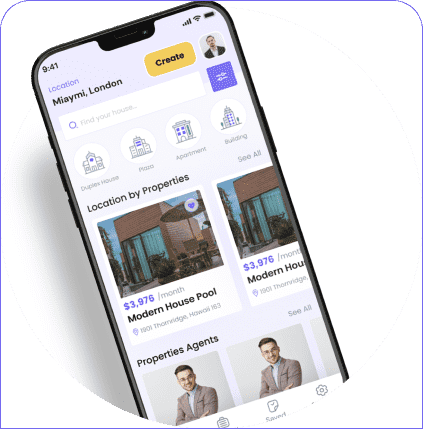 9:41
Location
Miaymi, London
Create
Find your house...
Duplex House
Plaza
Apartment
Building
Location by Properties
See All
$3,976 /month
Modern House Pool
1901 Thornridge, Hawaii 163
$3,976 /month
Modern Hous
1901 Thornridge,
Properties Agents
See All
Saved